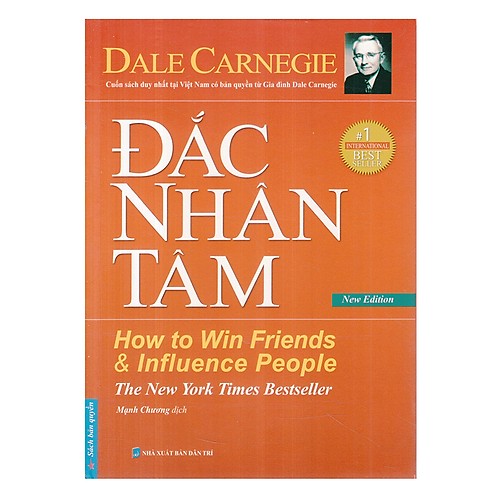 DALE CARNEGIE
Cuốn sách duy nhất tại Việt Nam có bản quyền từ Gia đình Dale Carnegie
#1
INTERNATIONAL
BEST
SELLER
ĐẮC
NHÂN
TÂM
New Edition
How to Win Friends
& Influence People
The New York Times Bestseller
Mạnh Chương dịch
Sách bản quyền
NHÀ XUẤT BẢN DÂN TRÍ